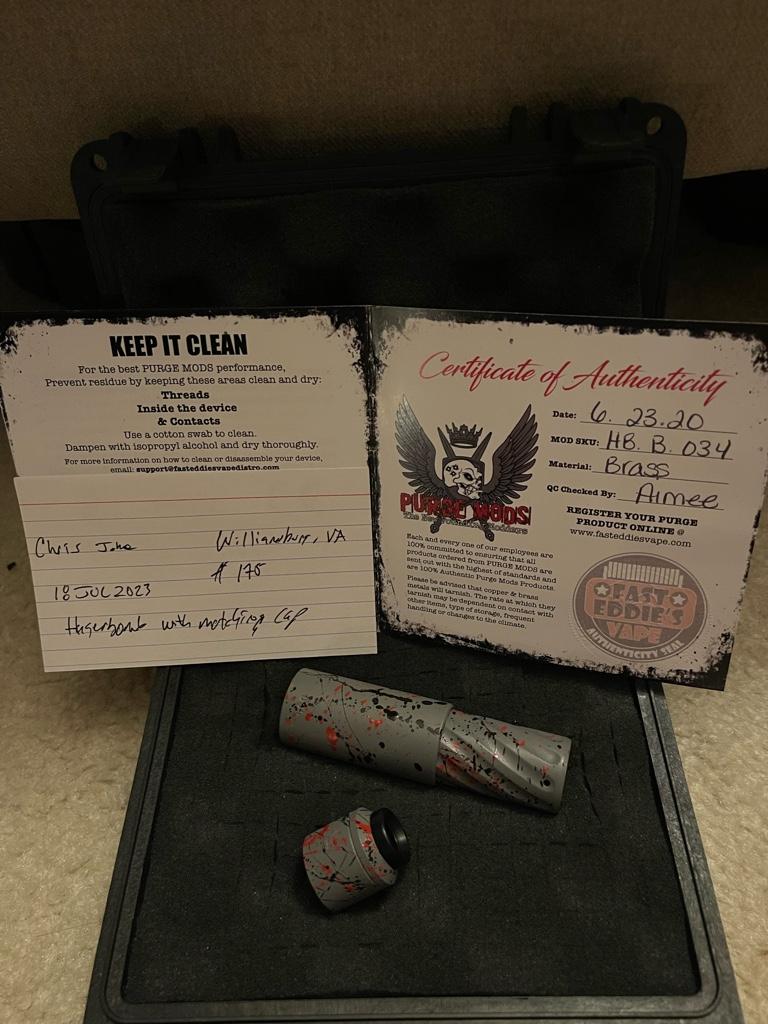 KEEP IT CLEAN
For the best PURGE MODS performance,
Prevent residue by keeping these areas clean and dry:
Threads
Inside the device
& Contacts
Use a cotton swab to clean.
Dampen with isopropyl alcohol and dry thoroughly.
For more information on how to clean or disassemble your device,
email: support@fasteddiesvapedistro.com
Chris
Williamsburg, VA
$ 175
18 JUL 2023
with matching Cap
Certificate of Authenticity
Date: 6.23.20
MOD SKU: HB.B.034
Material: Brass
QC Checked By: Aimee
REGISTER YOUR PURGE
PRODUCT ONLINE @
www.fasteddiesvape.com
PURGE MODS
Each and every one of our employees are
100% committed to ensuring that all
products ordered from PURGE MODS are
sent out with the highest of standards and
are 100% Authentic Purge Mods Products.
Please be advised that copper & brass
metals will tarnish. The rate at which they
tarnish may be dependent on contact with
other items, type of storage, frequent
handling or changes to the climate.
FAST
EDDIE'S
VAPE
AUTHENTICITY SEAL